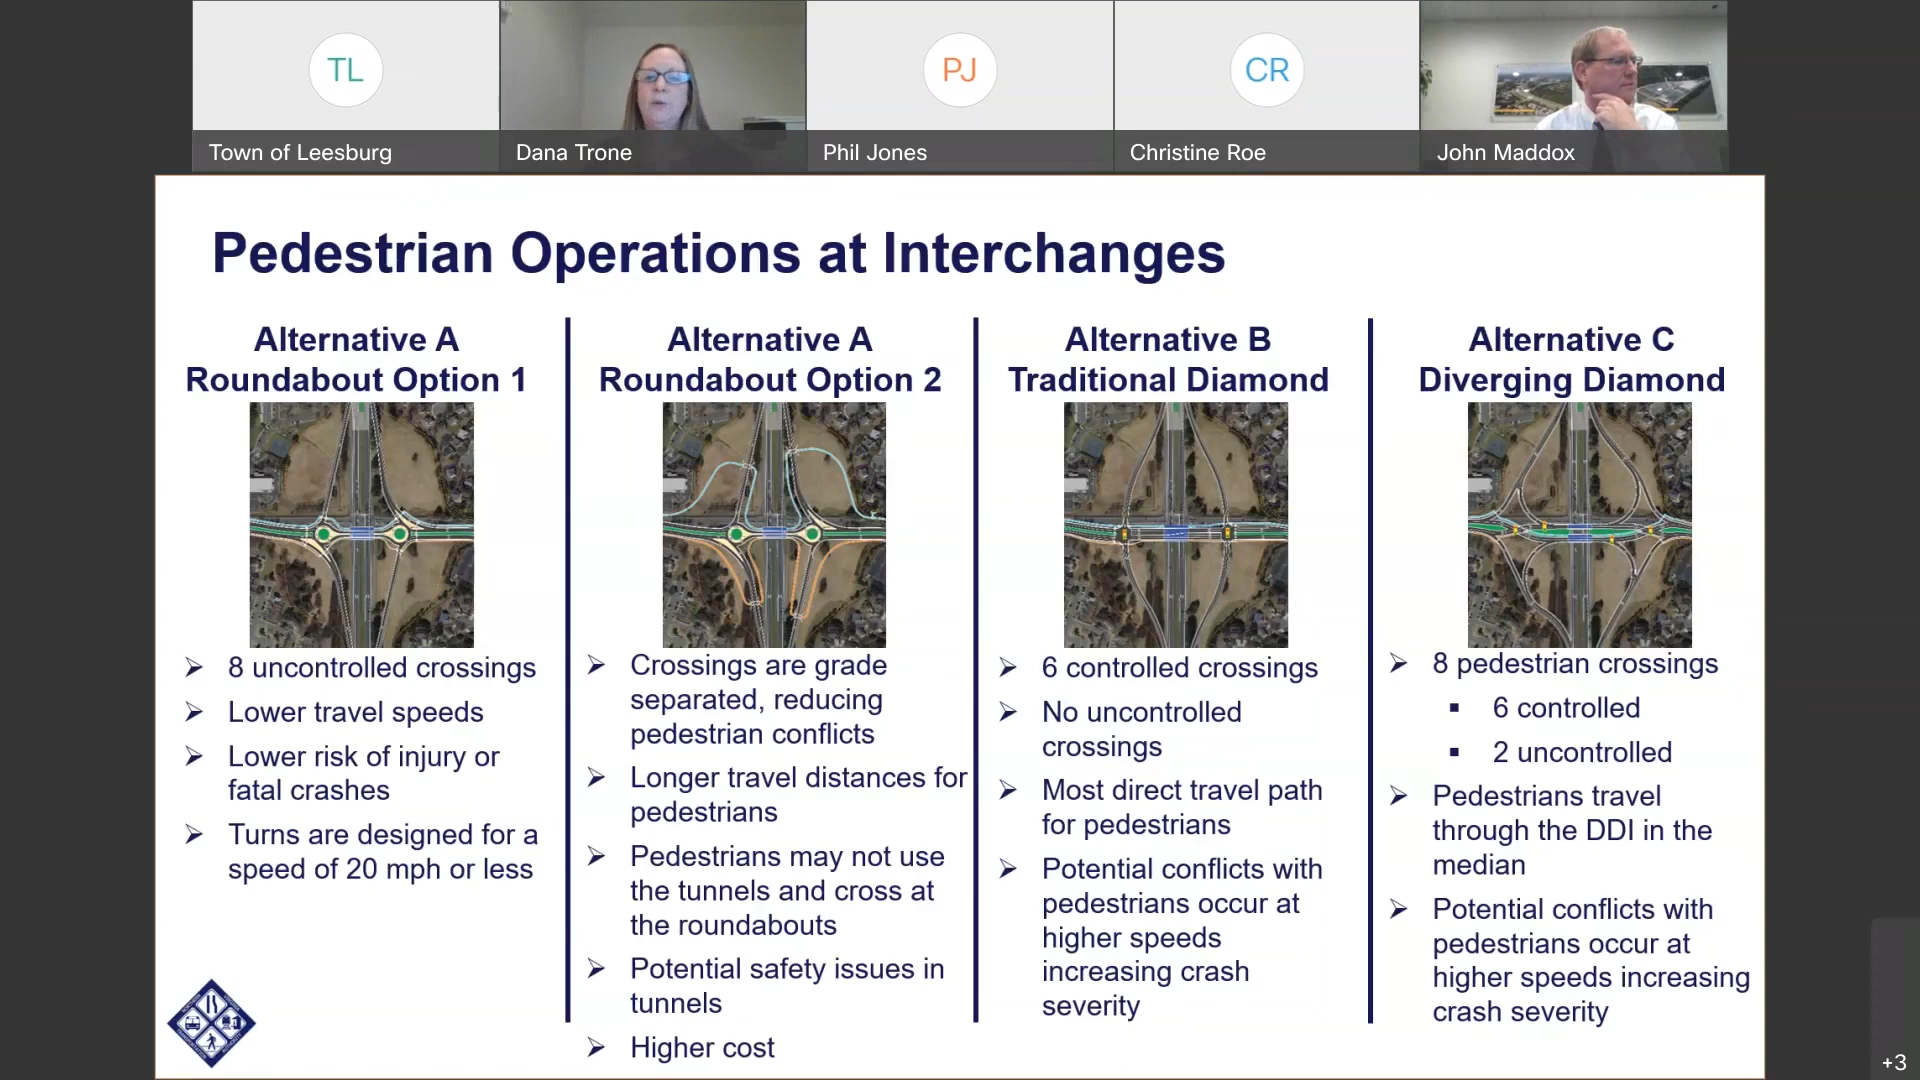 TL
PJ
CR
Town of Leesburg
Dana Trone
Phil Jones
Christine Roe
John Maddox
Pedestrian Operations at Interchanges
Alternative A
Roundabout Option 1
8 uncontrolled crossings
Lower travel speeds
Lower risk of injury or
fatal crashes
Turns are designed for a
speed of 20 mph or less
Alternative A
Roundabout Option 2
Crossings are grade
separated, reducing
pedestrian conflicts
Longer travel distances for
pedestrians
Pedestrians may not use
the tunnels and cross at
the roundabouts
Potential safety issues in
tunnels
Higher cost
Alternative B
Traditional Diamond
6 controlled crossings
No uncontrolled
crossings
Most direct travel path
for pedestrians
Potential conflicts with
pedestrians occur at
higher speeds
increasing crash
severity
Alternative C
Diverging Diamond
8 pedestrian crossings
6 controlled
2 uncontrolled
Pedestrians travel
through the DDI in the
median
Potential conflicts with
pedestrians occur at
higher speeds increasing
crash severity
+3